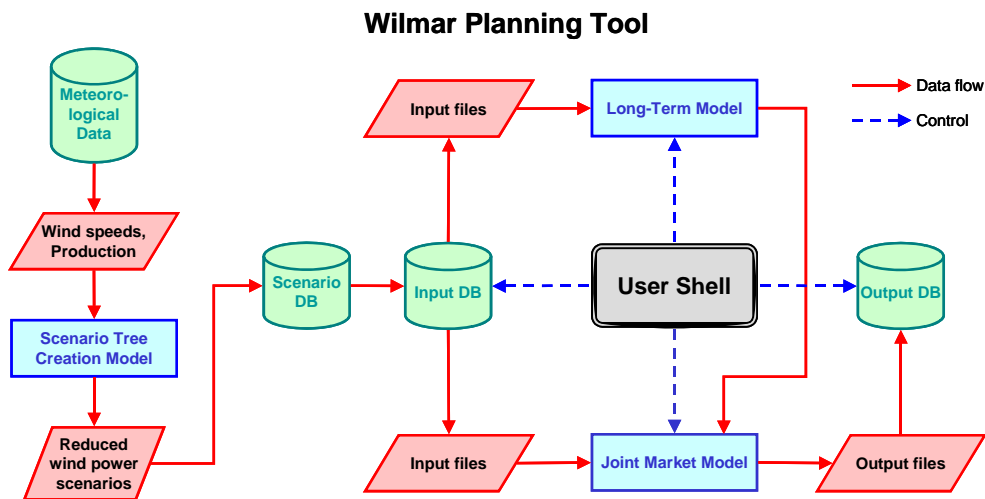 Wilmar Planning Tool
Meteoro-
logical
Data
Input files
Long-Term Model
Data flow
Control
Wind speeds,
Production
Scenario
DB
Input DB
User Shell
Output DB
Scenario Tree
Creation Model
Reduced
wind power
scenarios
Input files
Joint Market Model
Output files